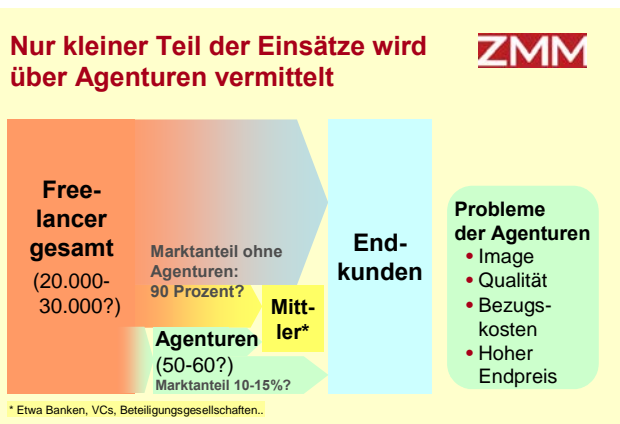 Nur kleiner Teil der Einsätze wird
über Agenturen vermittelt
ZMM
Free-
lancer
gesamt
(20.000-
30.000?)
Marktanteil ohne
Agenturen:
90 Prozent?
Mitt-
ler*
Agenturen
(50-60?)
Marktanteil 10-15%?
End-
kunden
Probleme
der Agenturen
• Image
• Qualität
• Bezugs-
kosten
• Hoher
Endpreis
* Etwa Banken, VCs, Beteiligungsgesellschaften..